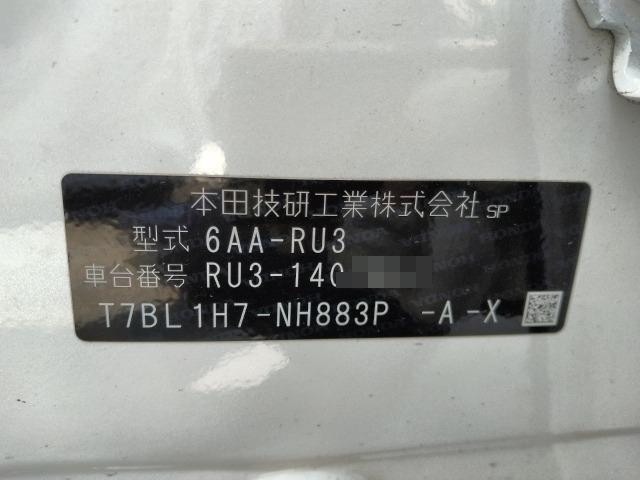 本田技研工業株式会社 SP
型式 6AA-RU3
車台番号 RU3-140
T7BL1H7-NH883P -A-X